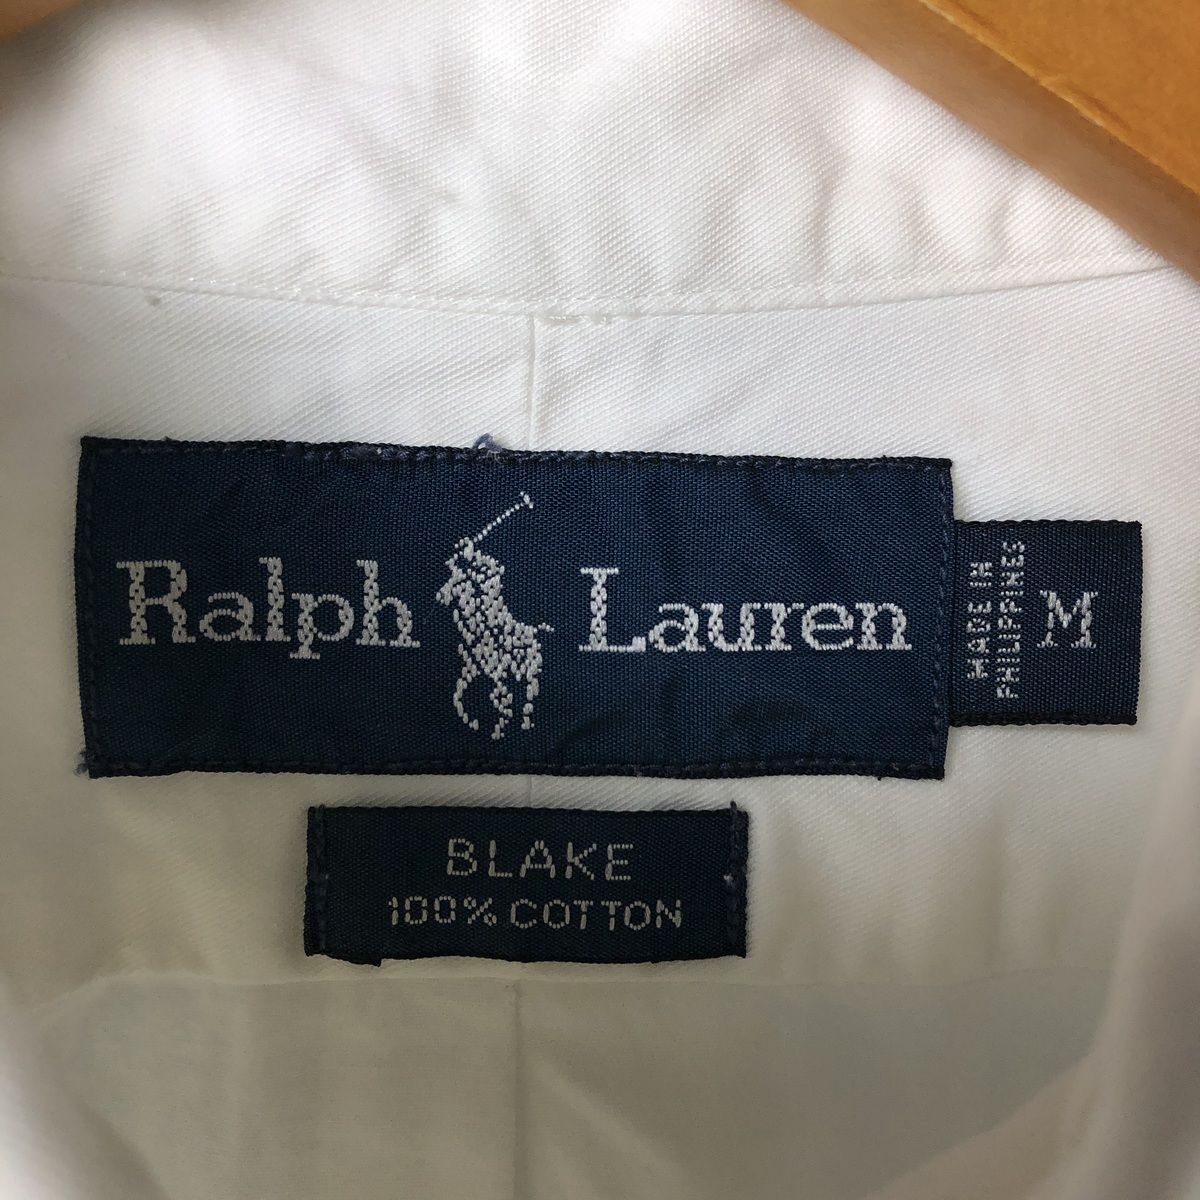 Ralph Lauren
MADE IN
PHILIPPINES
M
BLAKE
100% COTTON